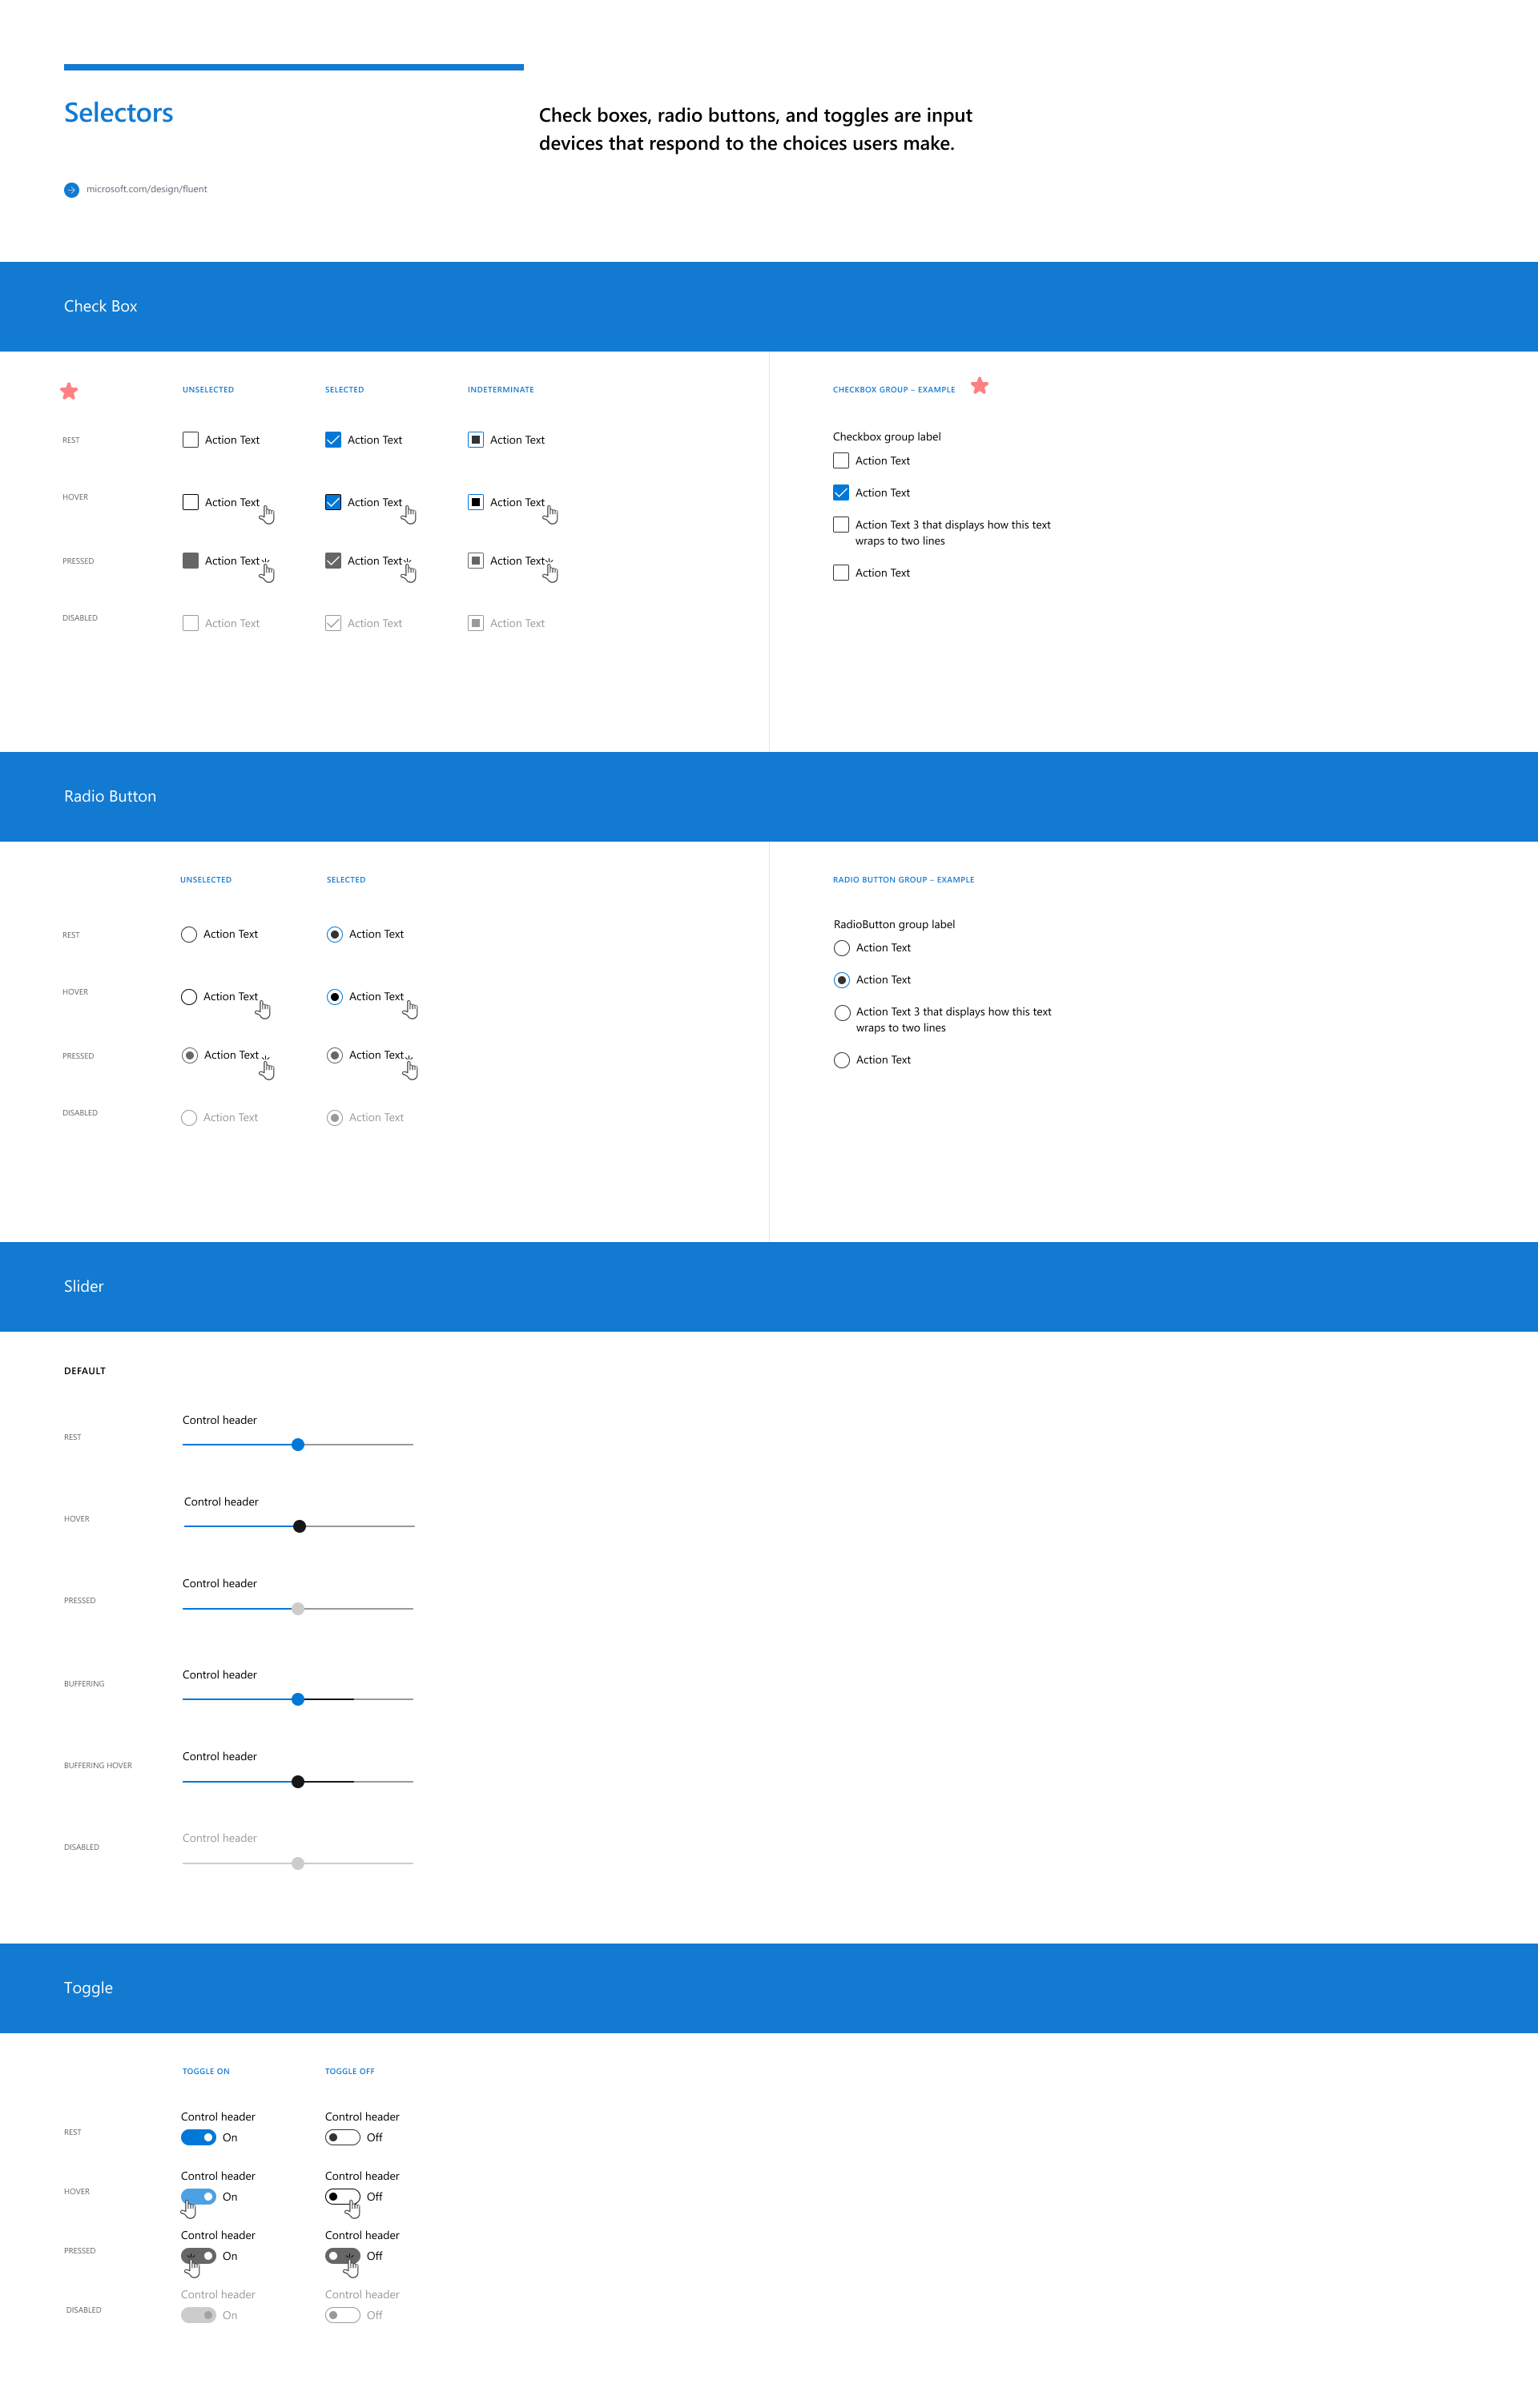 Selectors
Check boxes, radio buttons, and toggles are input
devices that respond to the choices users make.
microsoft.com/design/fluent
Check Box
UNSELECTED
SELECTED
INDETERMINATE
REST
Action Text
Action Text
Action Text
HOVER
Action Text
Action Text
Action Text
PRESSED
Action Text
Action Text
Action Text
DISABLED
Action Text
Action Text
Action Text
CHECKBOX GROUP – EXAMPLE
Checkbox group label
Action Text
Action Text
Action Text 3 that displays how this text
wraps to two lines
Action Text
Radio Button
UNSELECTED
SELECTED
REST
Action Text
Action Text
HOVER
Action Text
Action Text
PRESSED
Action Text
Action Text
DISABLED
Action Text
Action Text
RADIO BUTTON GROUP – EXAMPLE
RadioButton group label
Action Text
Action Text
Action Text 3 that displays how this text
wraps to two lines
Action Text
Slider
DEFAULT
Control header
REST
Control header
HOVER
Control header
PRESSED
Control header
BUFFERING
Control header
BUFFERING HOVER
Control header
DISABLED
Toggle
TOGGLE ON
TOGGLE OFF
Control header
Control header
REST
On
Off
Control header
Control header
HOVER
On
Off
Control header
Control header
PRESSED
On
Off
Control header
Control header
DISABLED
On
Off